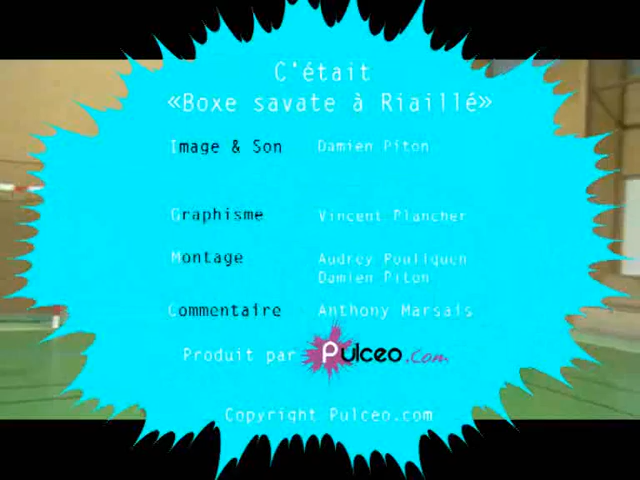 C'était
«Boxe savate à Riaillé»
Image & Son Damien Piton
Graphisme Vincent Plancher
Montage Audrey Pouliquen
Damien Piton
Commentaire Anthony Marsais
Produit par Pulceo.com
Copyright Pulceo.com